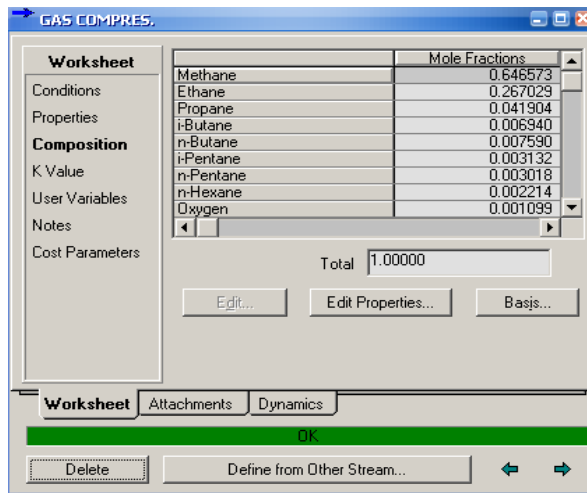 GAS COMPRES.
Worksheet
Conditions
Properties
Composition
K Value
User Variables
Notes
Cost Parameters
Mole Fractions
Methane 0.646573
Ethane 0.267029
Propane 0.041904
i-Butane 0.006940
n-Butane 0.007590
i-Pentane 0.003132
n-Pentane 0.003018
n-Hexane 0.002214
Oxygen 0.001099
Total 1.00000
Edit... Edit Properties... Basis...
Worksheet Attachments Dynamics
OK
Delete Define from Other Stream...